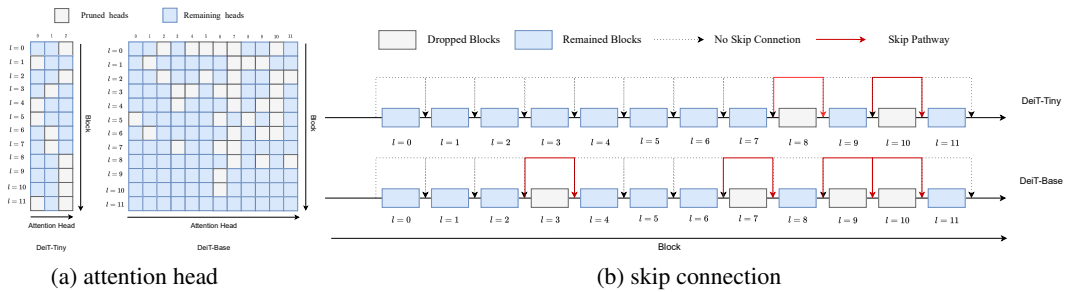 Pruned heads Remaining heads
0 1 2
0 1 2 3 4 5 6 7 8 9 10 11
l = 0
l = 1
l = 2
l = 3
l = 4
l = 5
l = 6
l = 7
l = 8
l = 9
l = 10
l = 11
Block
Attention Head
DeiT-Tiny
l = 0
l = 1
l = 2
l = 3
l = 4
l = 5
l = 6
l = 7
l = 8
l = 9
l = 10
l = 11
Block
Attention Head
DeiT-Base
(a) attention head
Dropped Blocks Remained Blocks No Skip Connetion Skip Pathway
DeiT-Tiny
l = 0 l = 1 l = 2 l = 3 l = 4 l = 5 l = 6 l = 7 l = 8 l = 9 l = 10 l = 11
DeiT-Base
l = 0 l = 1 l = 2 l = 3 l = 4 l = 5 l = 6 l = 7 l = 8 l = 9 l = 10 l = 11
Block
(b) skip connection